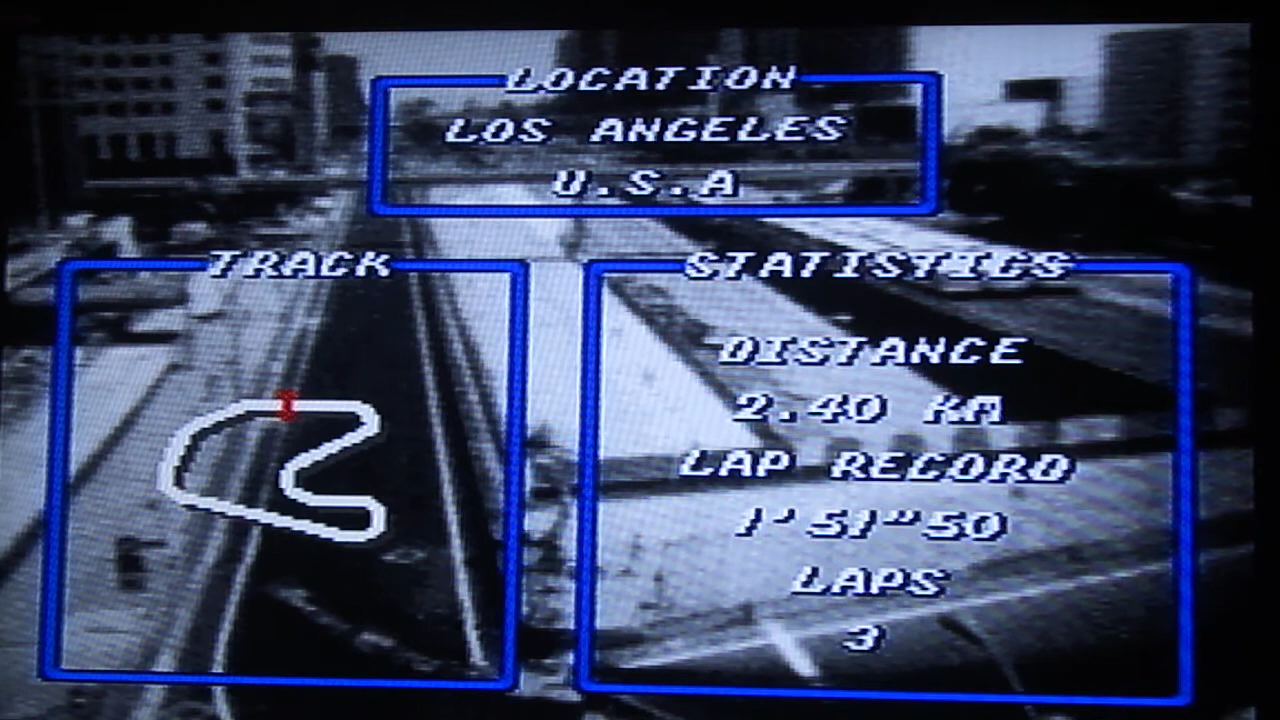 LOCATION
LOS ANGELES
U.S.A
TRACK
STATISTICS
DISTANCE
2.40 KM
LAP RECORD
1'51"50
LAPS
3